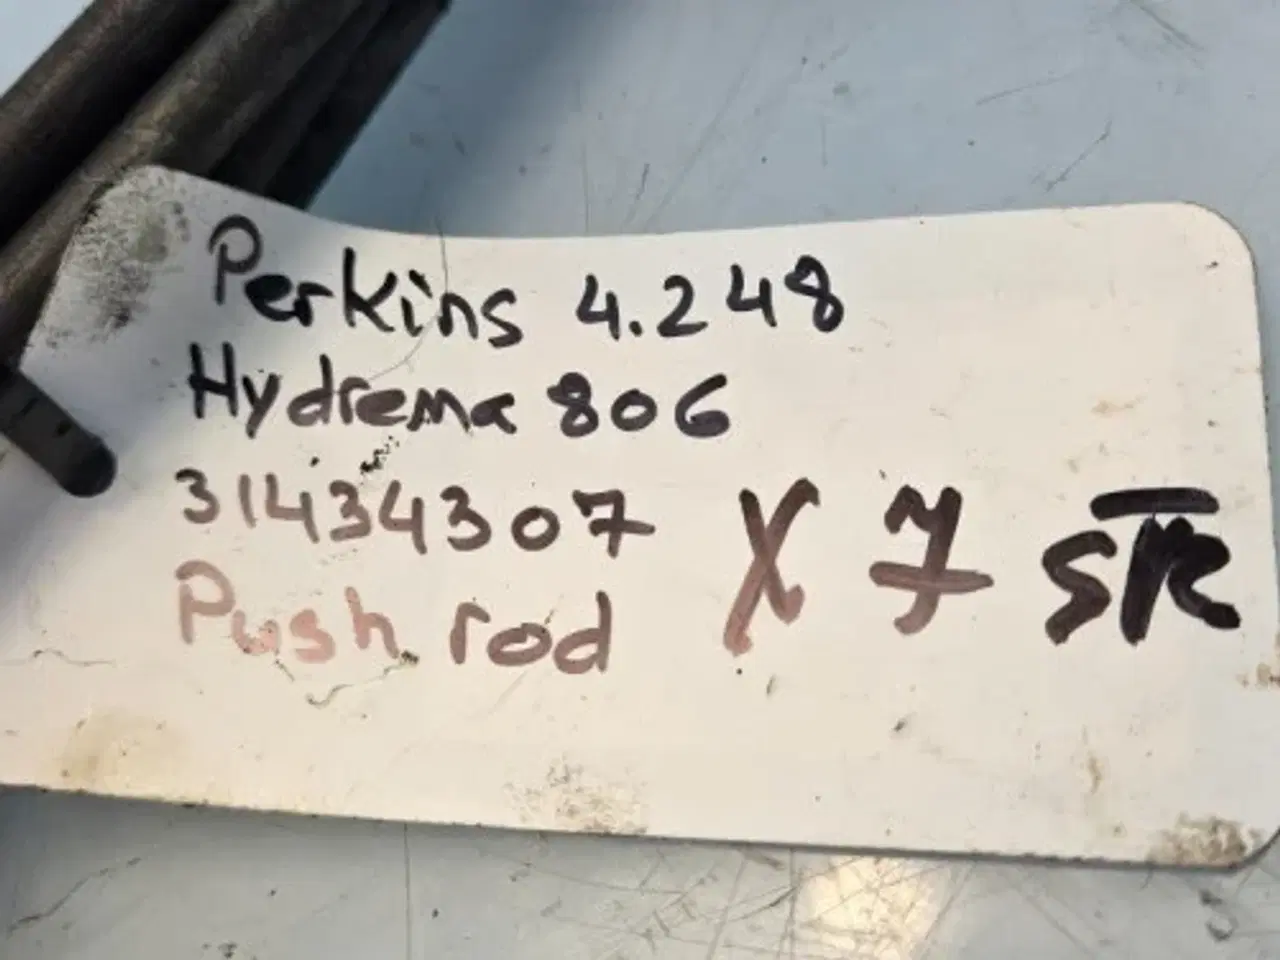 Perkins 4.248
Hydrema 806
31434307 X 7 STK
Push rod